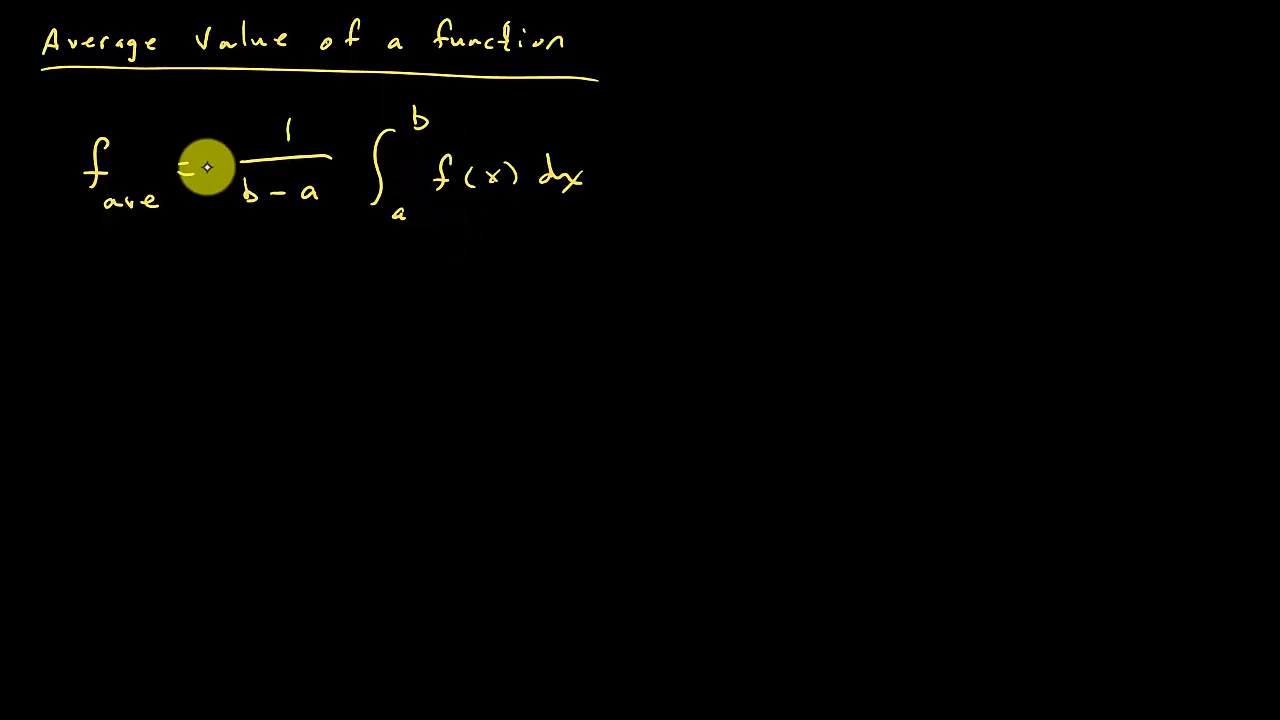 Average Value of a function
f_ave = 1/(b - a) ∫_a^b f(x) dx